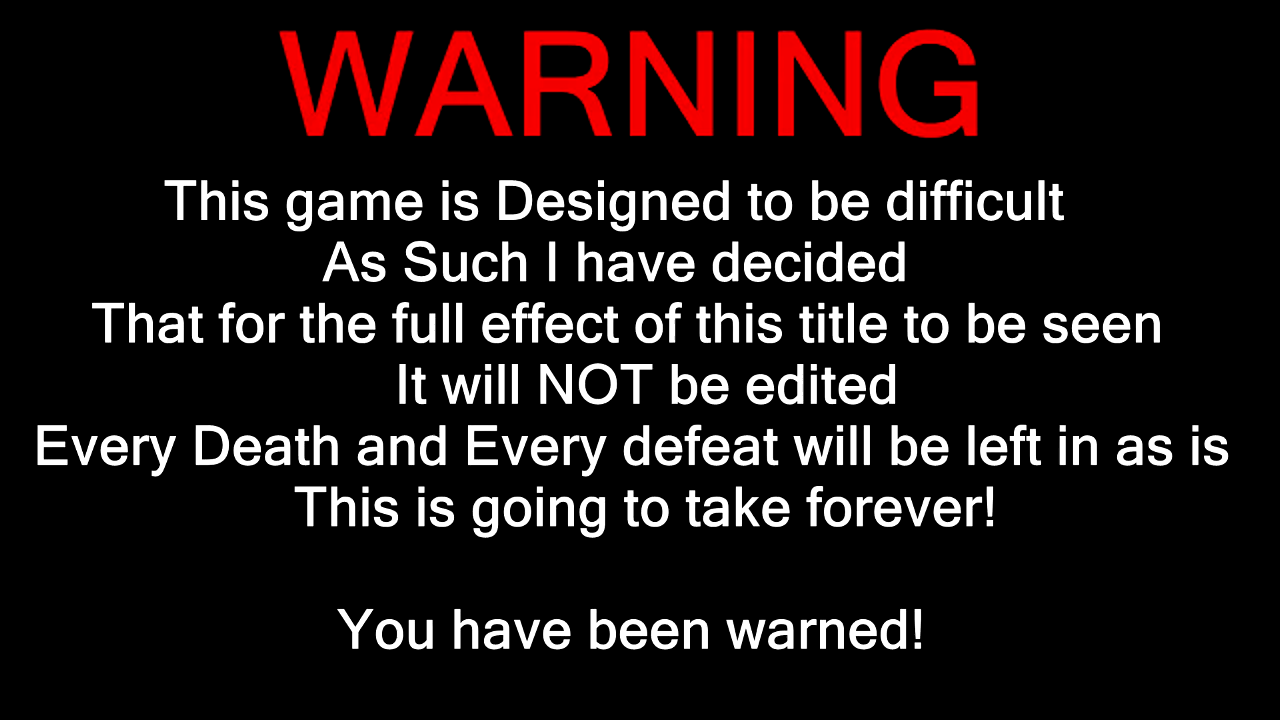 WARNING
This game is Designed to be difficult
As Such I have decided
That for the full effect of this title to be seen
It will NOT be edited
Every Death and Every defeat will be left in as is
This is going to take forever!
You have been warned!